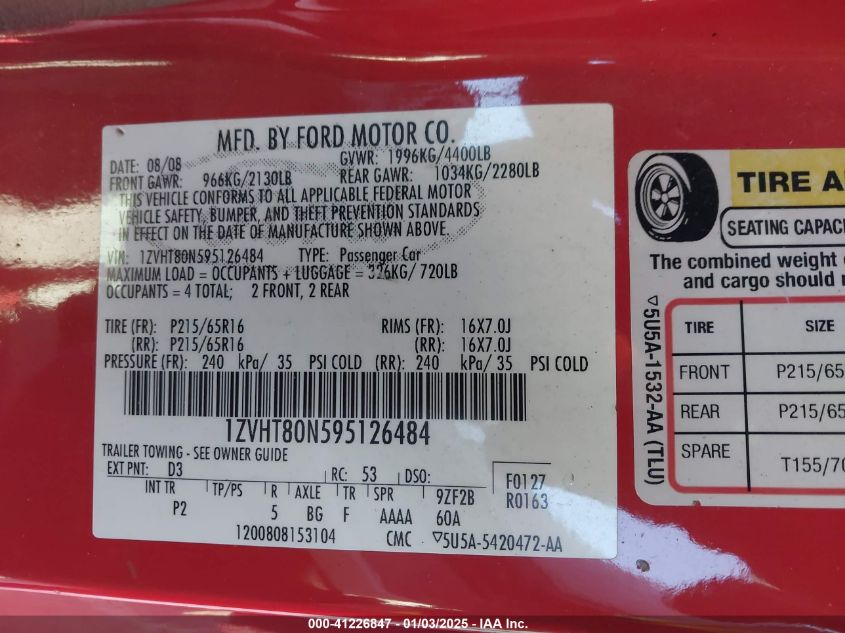 MFD. BY FORD MOTOR CO.
DATE: 08/08 GVWR: 1996KG/4400LB
FRONT GAWR: 966KG/2130LB REAR GAWR: 1034KG/2280LB
THIS VEHICLE CONFORMS TO ALL APPLICABLE FEDERAL MOTOR
VEHICLE SAFETY, BUMPER, AND THEFT PREVENTION STANDARDS
IN EFFECT ON THE DATE OF MANUFACTURE SHOWN ABOVE.
VIN: 1ZVHT80N595126484 TYPE: Passenger Car
MAXIMUM LOAD = OCCUPANTS + LUGGAGE = 326KG/720LB
OCCUPANTS = 4 TOTAL; 2 FRONT, 2 REAR
TIRE (FR): P215/65R16 RIMS (FR): 16X7.0J
(RR): P215/65R16 (RR): 16X7.0J
PRESSURE (FR): 240 kPa/35 PSI COLD (RR): 240 kPa/35 PSI COLD
1ZVHT80N595126484
TRAILER TOWING - SEE OWNER GUIDE
EXT PNT: D3 RC: 53 DSO: F0127
R0163
INT TR TP/PS R AXLE TR SPR 9ZF2B
P2 5 BG F AAAA 60A
1200808153104 CMC ▽5U5A-5420472-AA
TIRE A
SEATING CAPAC
The combined weight
and cargo should
▽5U5A-1532-AA (TLU)
TIRE SIZE
FRONT P215/65
REAR P215/65
SPARE T155/70
000-41226847 - 01/03/2025 - IAA Inc.